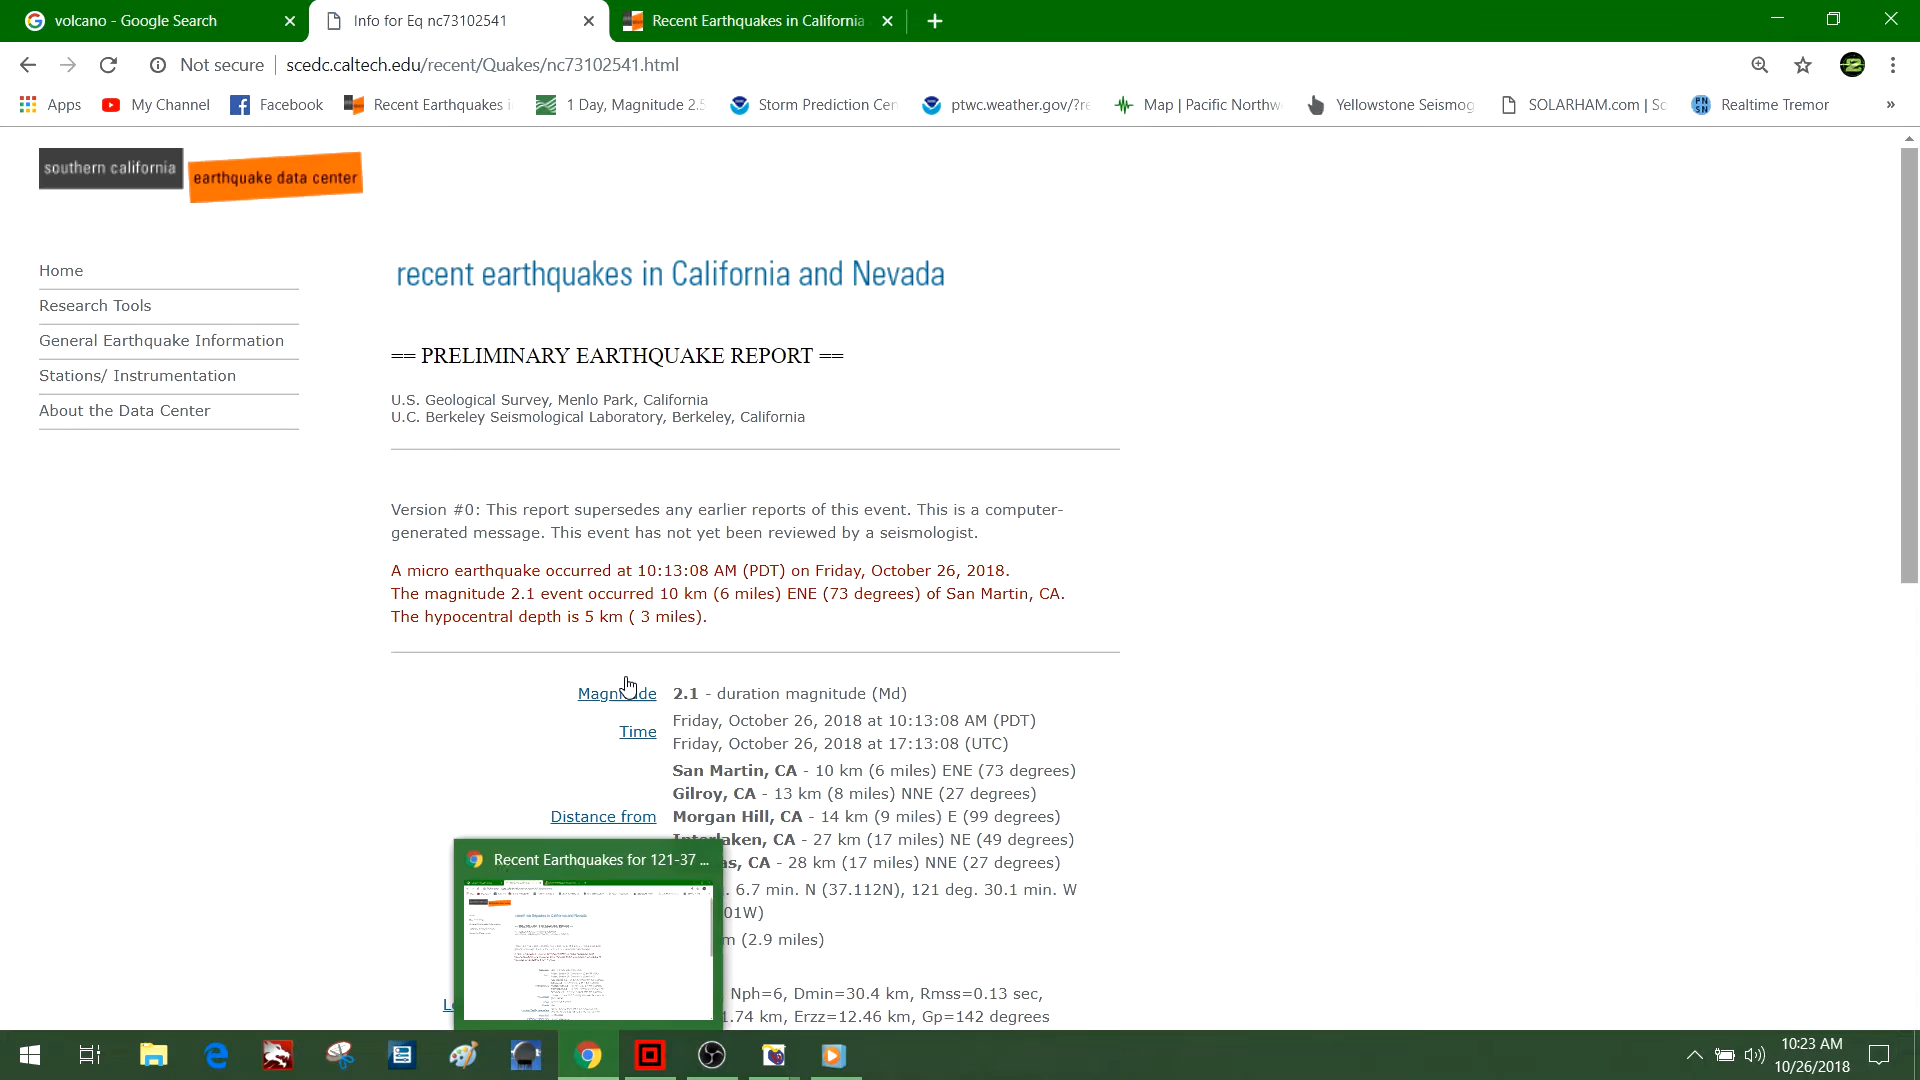 volcano - Google Search
Info for Eq nc73102541
Recent Earthquakes in California
Not secure
scedc.caltech.edu/recent/Quakes/nc73102541.html
Apps
My Channel
Facebook
Recent Earthquakes i
1 Day, Magnitude 2.5
Storm Prediction Cen
ptwc.weather.gov/?re
Map | Pacific Northw
Yellowstone Seismog
SOLARHAM.com | Sc
Realtime Tremor
»
southern california
earthquake data center
Home
Research Tools
General Earthquake Information
Stations/ Instrumentation
About the Data Center
recent earthquakes in California and Nevada
== PRELIMINARY EARTHQUAKE REPORT ==
U.S. Geological Survey, Menlo Park, California
U.C. Berkeley Seismological Laboratory, Berkeley, California
Version #0: This report supersedes any earlier reports of this event. This is a computer-
generated message. This event has not yet been reviewed by a seismologist.
A micro earthquake occurred at 10:13:08 AM (PDT) on Friday, October 26, 2018.
The magnitude 2.1 event occurred 10 km (6 miles) ENE (73 degrees) of San Martin, CA.
The hypocentral depth is 5 km ( 3 miles).
Magnitude 2.1 - duration magnitude (Md)
Time
Friday, October 26, 2018 at 10:13:08 AM (PDT)
Friday, October 26, 2018 at 17:13:08 (UTC)
Distance from
San Martin, CA - 10 km (6 miles) ENE (73 degrees)
Gilroy, CA - 13 km (8 miles) NNE (27 degrees)
Morgan Hill, CA - 14 km (9 miles) E (99 degrees)
Interlaken, CA - 27 km (17 miles) NE (49 degrees)
as, CA - 28 km (17 miles) NNE (27 degrees)
6.7 min. N (37.112N), 121 deg. 30.1 min. W
01W)
m (2.9 miles)
Nph=6, Dmin=30.4 km, Rmss=0.13 sec,
1.74 km, Erzz=12.46 km, Gp=142 degrees
Recent Earthquakes for 121-37 ...
10:23 AM
10/26/2018